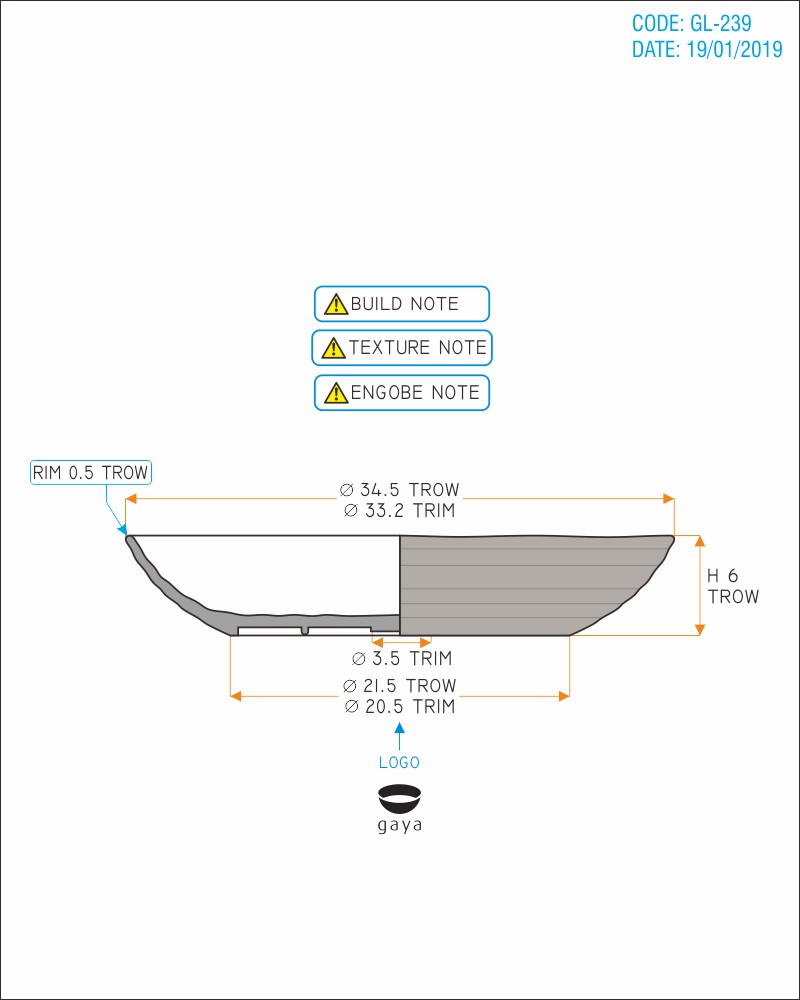 CODE: GL-239
DATE: 19/01/2019
BUILD NOTE
TEXTURE NOTE
ENGOBE NOTE
RIM 0.5 TROW
Ø 34.5 TROW
Ø 33.2 TRIM
H 6
TROW
Ø 3.5 TRIM
Ø 21.5 TROW
Ø 20.5 TRIM
LOGO
gaya